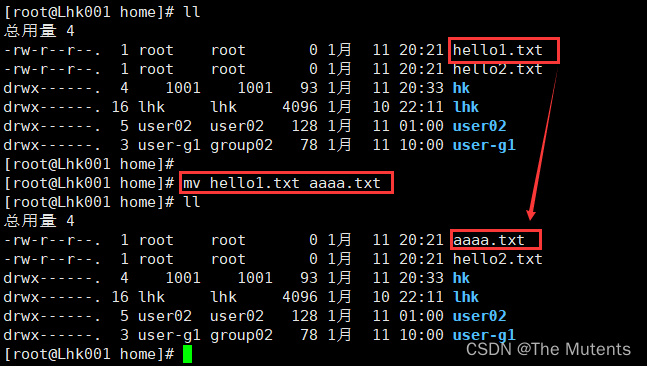 [root@Lhk001 home]# ll
总用量 4
-rw-r--r--. 1 root root 0 1月 11 20:21 hello1.txt
-rw-r--r--. 1 root root 0 1月 11 20:21 hello2.txt
drwx------. 4 1001 1001 93 1月 11 20:33 hk
drwx------. 16 lhk lhk 4096 1月 10 22:11 lhk
drwx------. 5 user02 user02 128 1月 11 01:00 user02
drwx------. 3 user-g1 group02 78 1月 11 10:00 user-g1
[root@Lhk001 home]#
[root@Lhk001 home]# mv hello1.txt aaaa.txt
[root@Lhk001 home]# ll
总用量 4
-rw-r--r--. 1 root root 0 1月 11 20:21 aaaa.txt
-rw-r--r--. 1 root root 0 1月 11 20:21 hello2.txt
drwx------. 4 1001 1001 93 1月 11 20:33 hk
drwx------. 16 lhk lhk 4096 1月 10 22:11 lhk
drwx------. 5 user02 user02 128 1月 11 01:00 user02
drwx------. 3 user-g1 group02 78 1月 11 10:00 user-g1
[root@Lhk001 home]#
CSDN @The Mutents